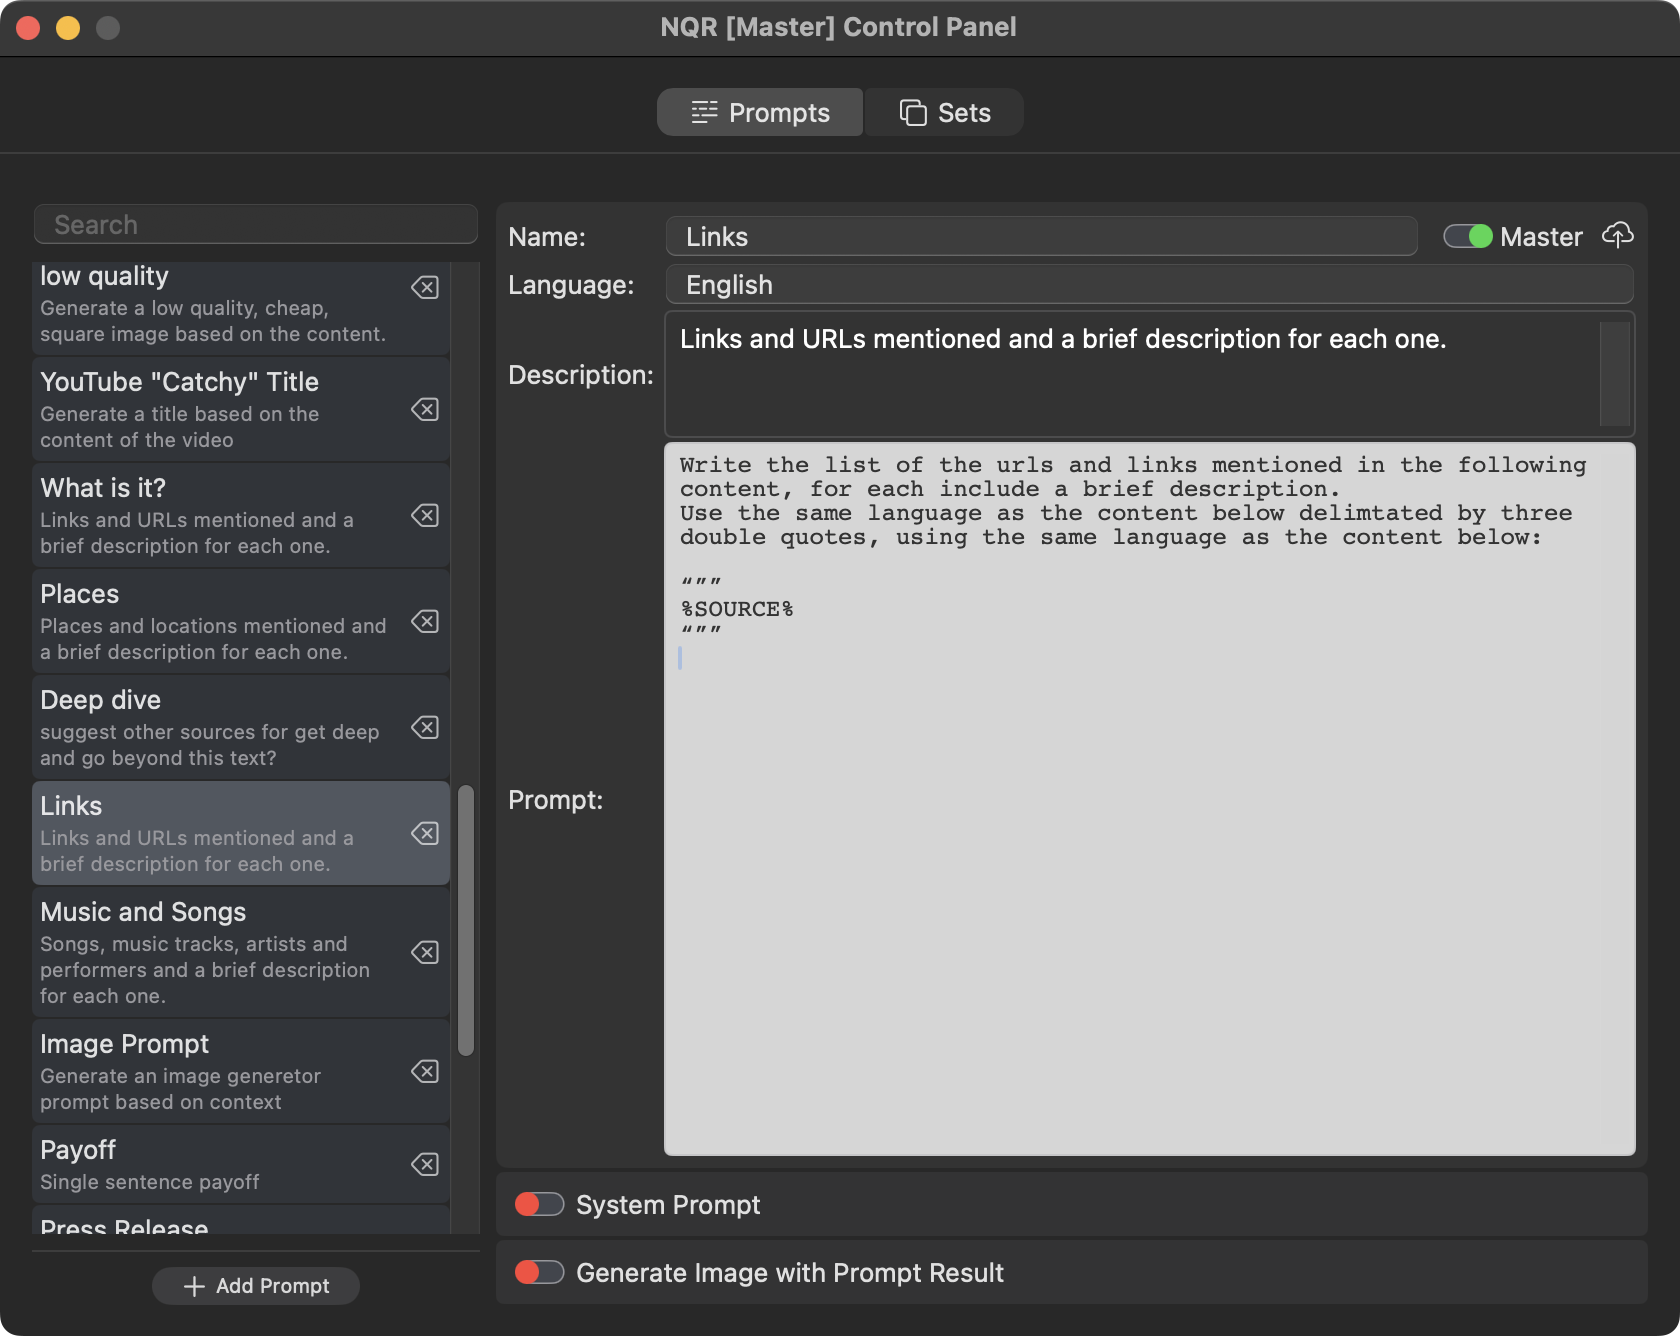 NQR [Master] Control Panel
Prompts
Sets
Search
low quality
Generate a low quality, cheap,
square image based on the content.
YouTube "Catchy" Title
Generate a title based on the
content of the video
What is it?
Links and URLs mentioned and a
brief description for each one.
Places
Places and locations mentioned and
a brief description for each one.
Deep dive
suggest other sources for get deep
and go beyond this text?
Links
Links and URLs mentioned and a
brief description for each one.
Music and Songs
Songs, music tracks, artists and
performers and a brief description
for each one.
Image Prompt
Generate an image generetor
prompt based on context
Payoff
Single sentence payoff
Press Release
Add Prompt
Name:
Links
Master
Language:
English
Description:
Links and URLs mentioned and a brief description for each one.
Prompt:
Write the list of the urls and links mentioned in the following
content, for each include a brief description.
Use the same language as the content below delimtated by three
double quotes, using the same language as the content below:
“””
%SOURCE%
“””
System Prompt
Generate Image with Prompt Result